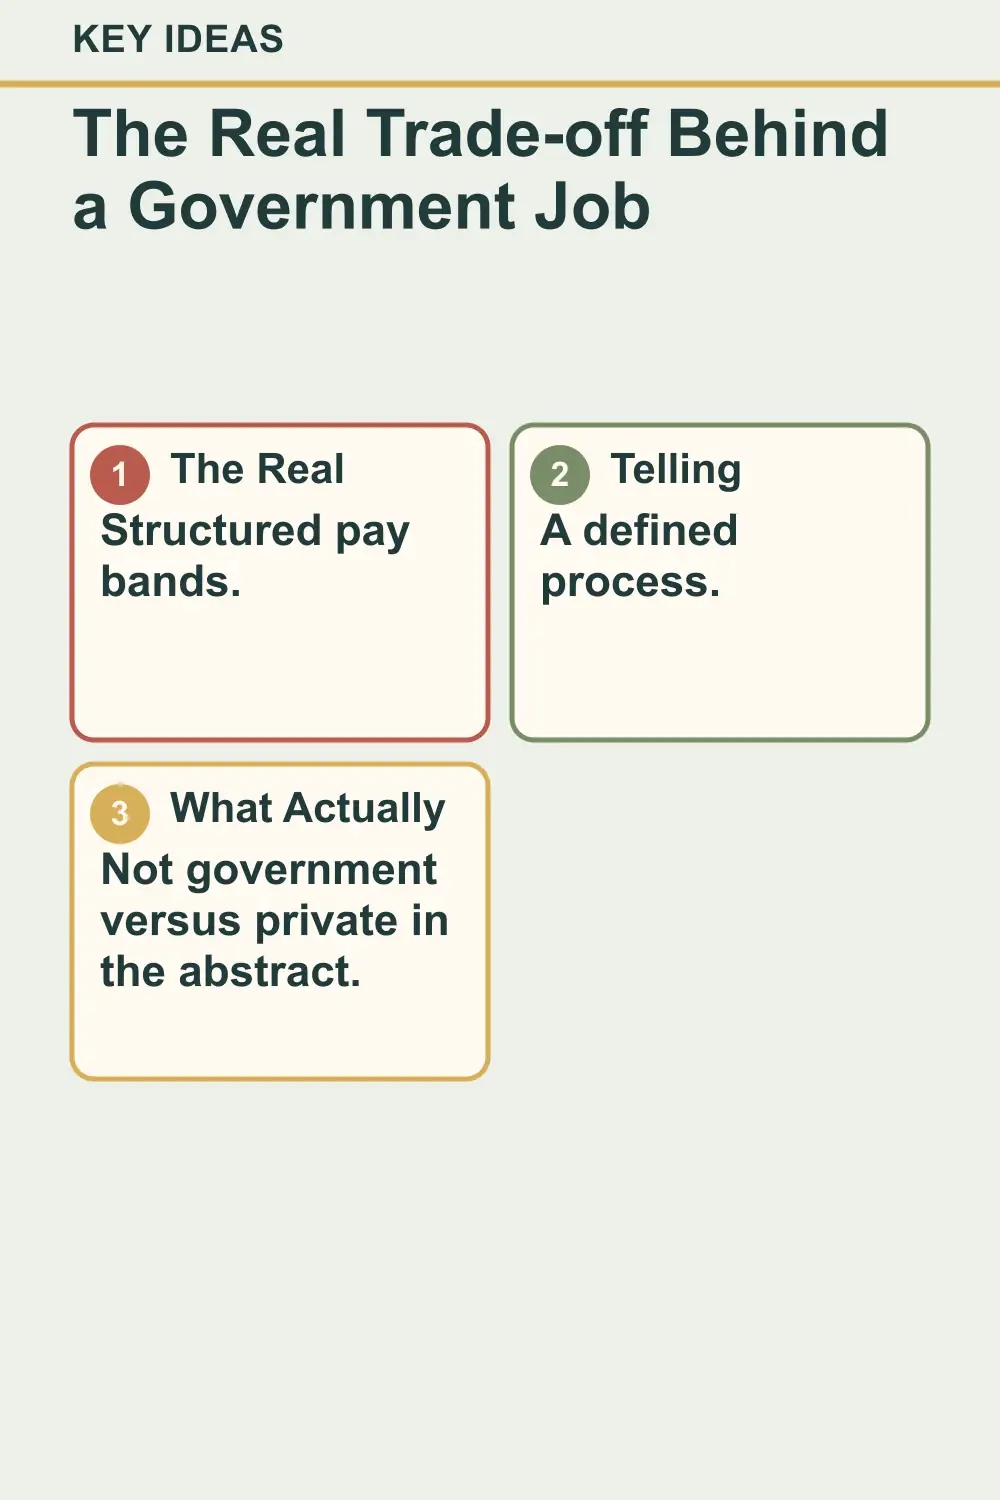 KEY IDEAS
The Real Trade-off Behind
a Government Job
1 The Real
Structured pay
bands.
2 Telling
A defined
process.
3 What Actually
Not government
versus private in
the abstract.